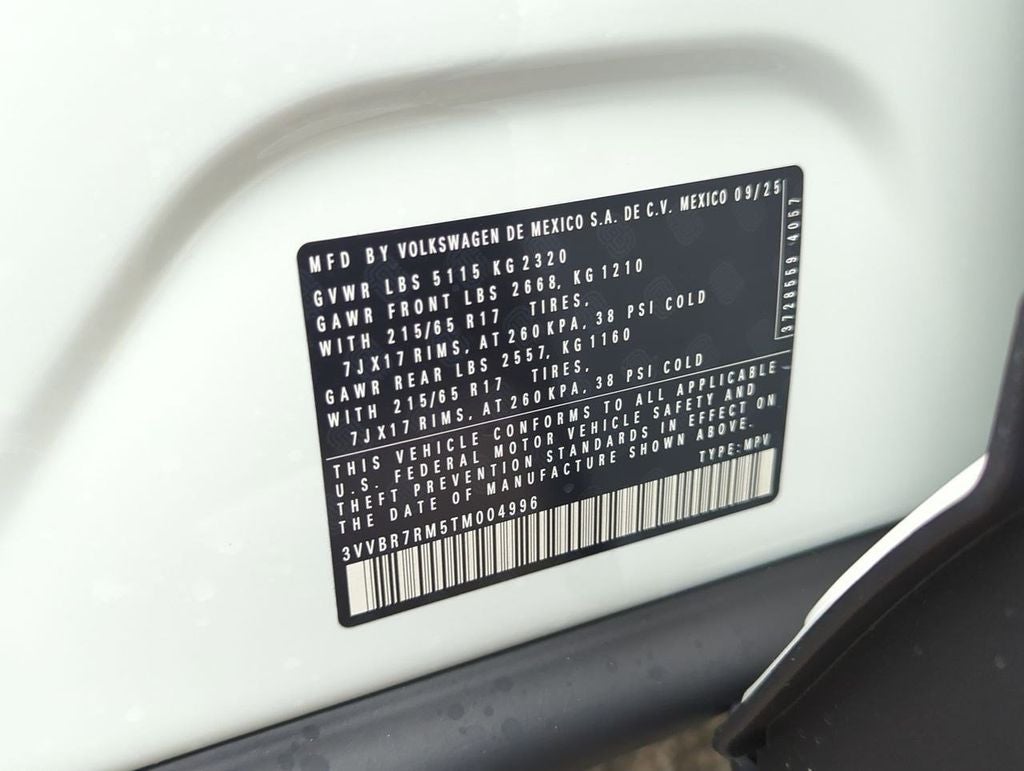 MFD BY VOLKSWAGEN DE MEXICO S.A. DE C.V. MEXICO 09/25
GVWR LBS 5115 KG 2320
GAWR FRONT LBS 2668, KG 1210
WITH 215/65 R17 TIRES,
7JX17 RIMS, AT 260 KPA, 38 PSI COLD
GAWR REAR LBS 2557, KG 1160
WITH 215/65 R17 TIRES,
7JX17 RIMS, AT 260 KPA, 38 PSI COLD
3728559 4067
THIS VEHICLE CONFORMS TO ALL APPLICABLE
U.S. FEDERAL MOTOR VEHICLE SAFETY AND
THEFT PREVENTION STANDARDS IN EFFECT ON
THE DATE OF MANUFACTURE SHOWN ABOVE.
TYPE: MPV
3VVBR7RM5TM004996